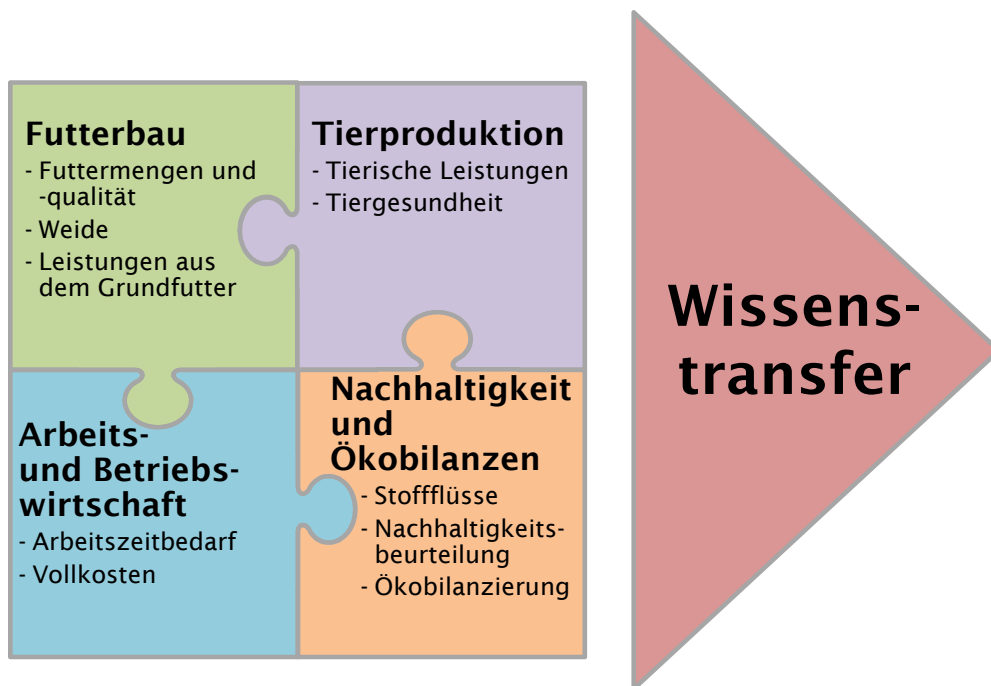 Futterbau
- Futtermengen und
-qualität
- Weide
- Leistungen aus
dem Grundfutter
Tierproduktion
- Tierische Leistungen
- Tiergesundheit
Arbeits-
und Betriebs-
wirtschaft
- Arbeitszeitbedarf
- Vollkosten
Nachhaltigkeit
und
Ökobilanzen
- Stoffflüsse
- Nachhaltigkeits-
beurteilung
- Ökobilanzierung
Wissens-
transfer